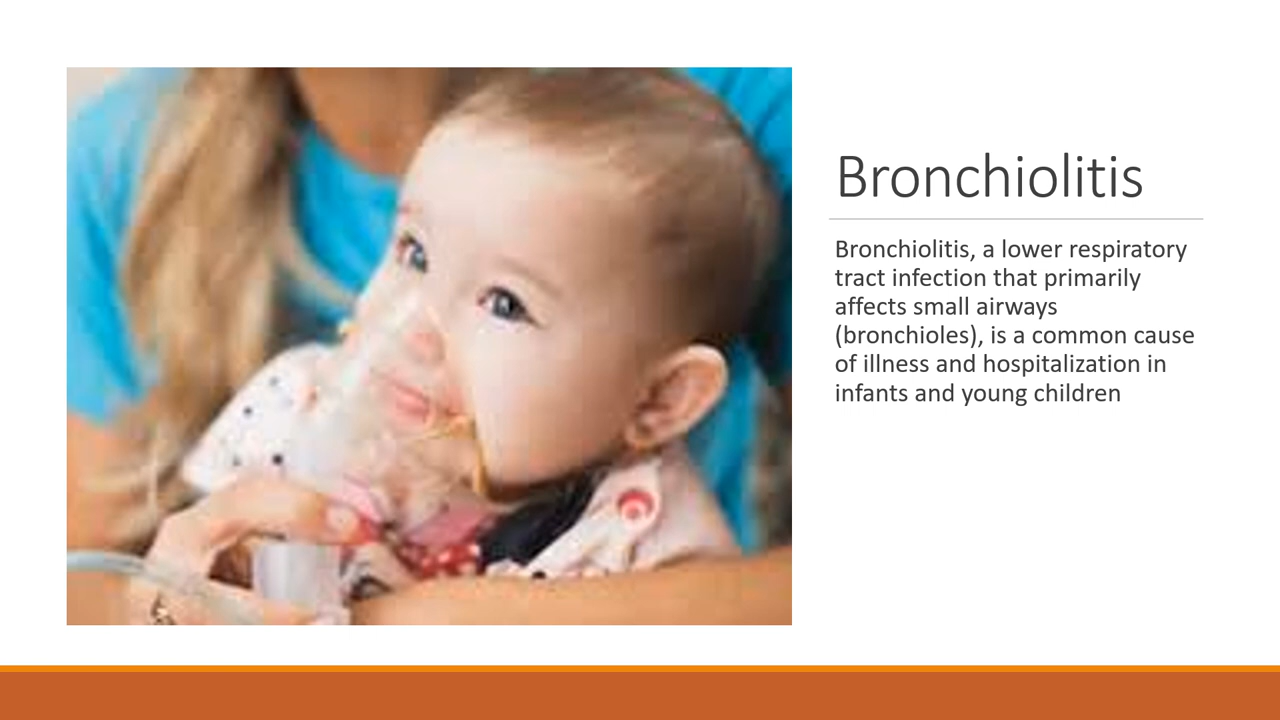 Bronchiolitis
Bronchiolitis, a lower respiratory
tract infection that primarily
affects small airways
(bronchioles), is a common cause
of illness and hospitalization in
infants and young children